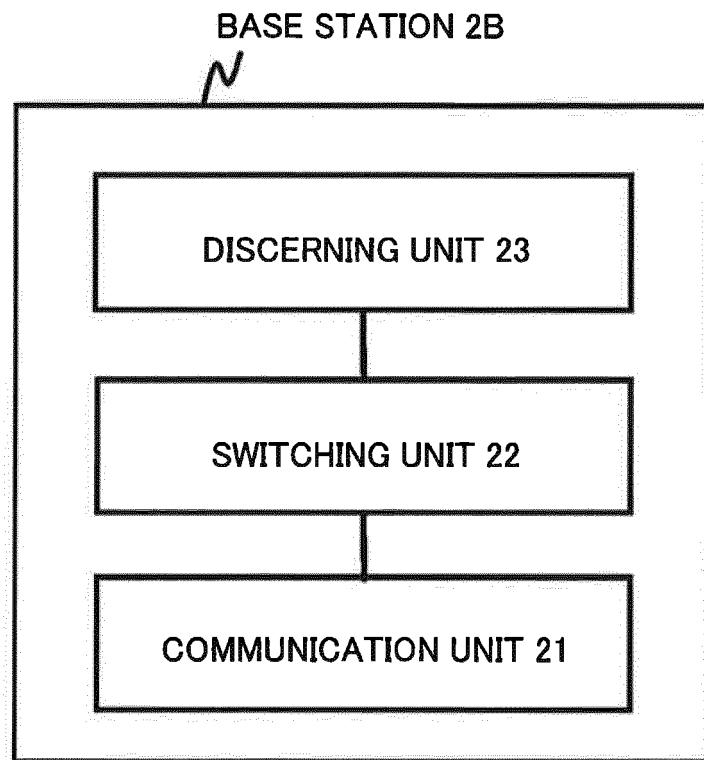 BASE STATION 2B
DISCERNING UNIT 23
SWITCHING UNIT 22
COMMUNICATION UNIT 21